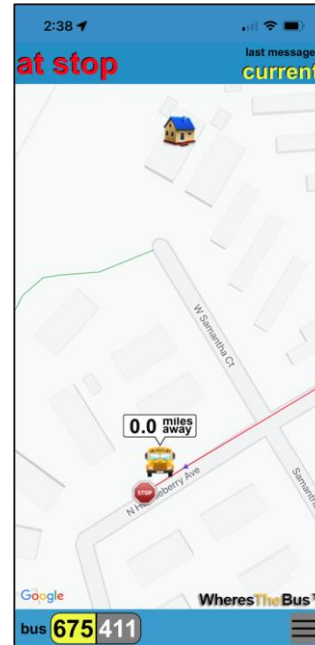 2:38
at stop
last message
current
W Samantha Ct
0.0 miles away
STOP
N Ave
Samantha
Google
WheresTheBus
bus 675 411